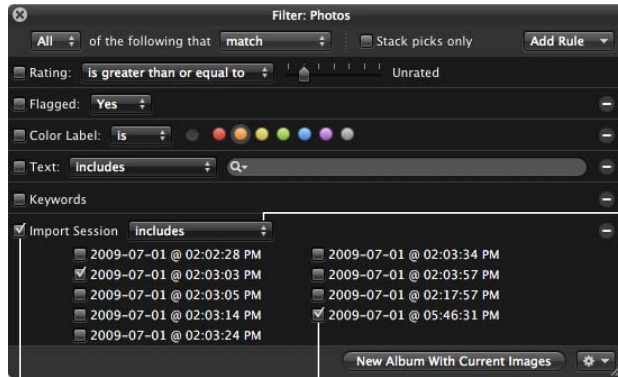 Filter: Photos
All of the following that match Stack picks only Add Rule
Rating: is greater than or equal to Unrated
Flagged: Yes
Color Label: is
Text: includes
Keywords
Import Session includes
2009-07-01 @ 02:02:28 PM 2009-07-01 @ 02:03:34 PM
2009-07-01 @ 02:03:03 PM 2009-07-01 @ 02:03:57 PM
2009-07-01 @ 02:03:05 PM 2009-07-01 @ 02:17:57 PM
2009-07-01 @ 02:03:14 PM 2009-07-01 @ 05:46:31 PM
2009-07-01 @ 02:03:24 PM
New Album With Current Images